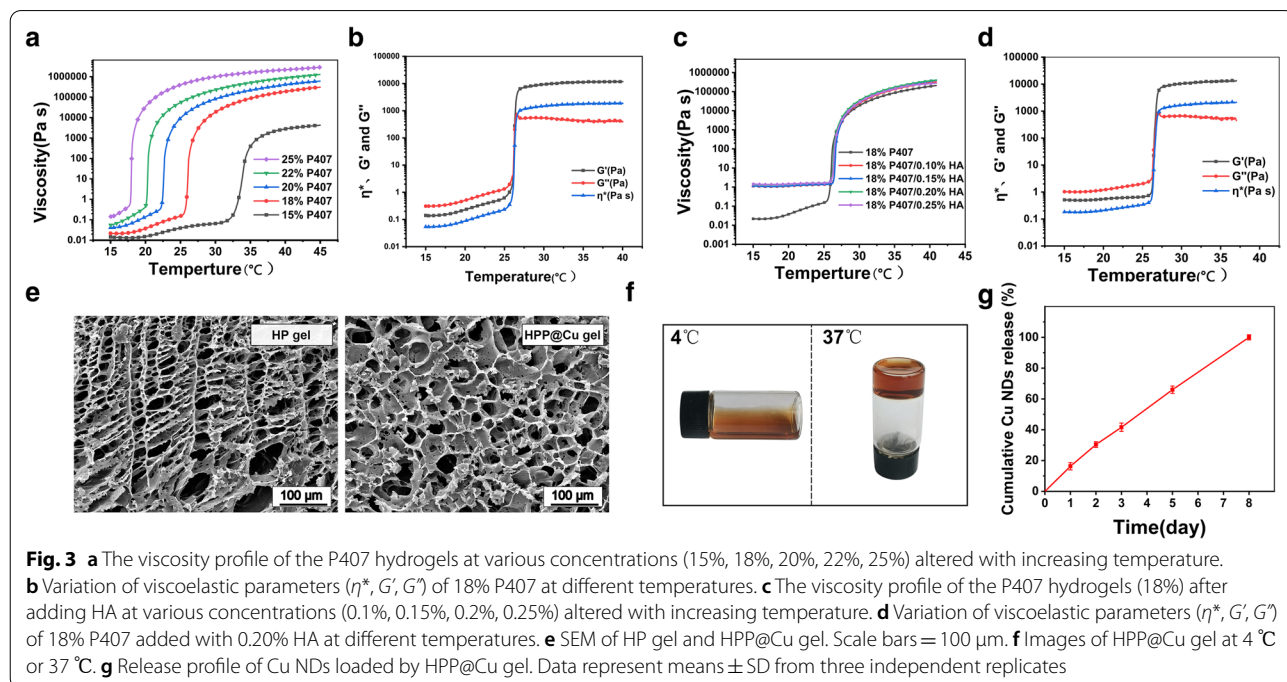 a
Viscosity(Pa s)
1000000
100000
10000
1000
100
10
1
0.1
0.01
25% P407
22% P407
20% P407
18% P407
15% P407
15 20 25 30 35 40 45
Temperture(℃)
b
η*、G' and G''
100000
10000
1000
100
10
1
0.1
0.01
G'(Pa)
G''(Pa)
η*(Pa s)
15 20 25 30 35 40
Temperature(℃)
c
Viscosity(Pa s)
10000000
1000000
100000
10000
1000
100
10
1
0.1
0.01
0.001
18% P407
18% P407/0.10% HA
18% P407/0.15% HA
18% P407/0.20% HA
18% P407/0.25% HA
15 20 25 30 35 40 45
Temperture(℃)
d
η*、G' and G''
100000
10000
1000
100
10
1
0.1
0.01
G'(Pa)
G''(Pa)
η*(Pa s)
15 20 25 30 35 40
Temperature(℃)
e
HP gel
100 μm
HPP@Cu gel
100 μm
f
4℃
37℃
g
Cumulative Cu NDs release (%)
100
80
60
40
20
0
0 1 2 3 4 5 6 7 8
Time(day)
Fig. 3 a The viscosity profile of the P407 hydrogels at various concentrations (15%, 18%, 20%, 22%, 25%) altered with increasing temperature.
b Variation of viscoelastic parameters (η*, G′, G″) of 18% P407 at different temperatures. c The viscosity profile of the P407 hydrogels (18%) after
adding HA at various concentrations (0.1%, 0.15%, 0.2%, 0.25%) altered with increasing temperature. d Variation of viscoelastic parameters (η*, G′, G″)
of 18% P407 added with 0.20% HA at different temperatures. e SEM of HP gel and HPP@Cu gel. Scale bars = 100 μm. f Images of HPP@Cu gel at 4 ℃
or 37 ℃. g Release profile of Cu NDs loaded by HPP@Cu gel. Data represent means ± SD from three independent replicates